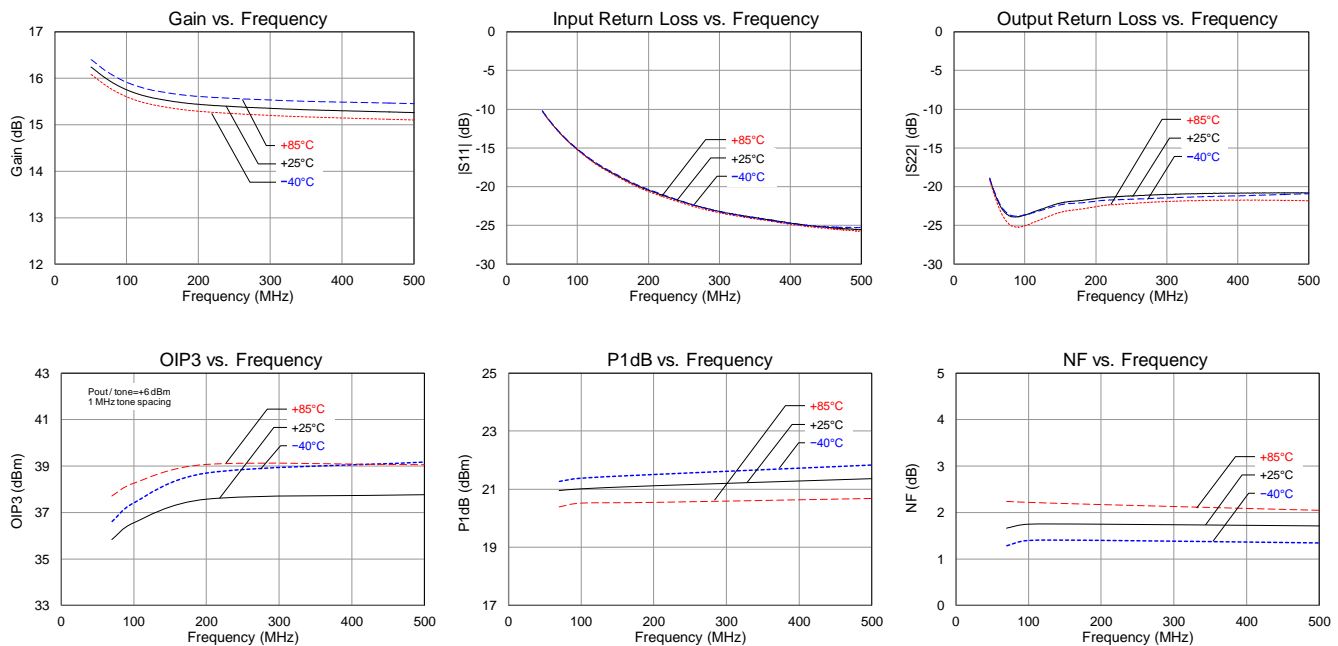 Gain vs. Frequency
17
16
15
14
13
12
Gain (dB)
+85°C
+25°C
−40°C
0
100
200
300
400
500
Frequency (MHz)
Input Return Loss vs. Frequency
0
-5
-10
-15
-20
-25
-30
|S11| (dB)
+85°C
+25°C
−40°C
0
100
200
300
400
500
Frequency (MHz)
Output Return Loss vs. Frequency
0
-5
-10
-15
-20
-25
-30
|S22| (dB)
+85°C
+25°C
−40°C
0
100
200
300
400
500
Frequency (MHz)
OIP3 vs. Frequency
43
41
39
37
35
33
OIP3 (dBm)
Pout / tone=+6 dBm
1 MHz tone spacing
+85°C
+25°C
−40°C
0
100
200
300
400
500
Frequency (MHz)
P1dB vs. Frequency
25
23
21
19
17
P1dB (dBm)
+85°C
+25°C
−40°C
0
100
200
300
400
500
Frequency (MHz)
NF vs. Frequency
5
4
3
2
1
0
NF (dB)
+85°C
+25°C
−40°C
0
100
200
300
400
500
Frequency (MHz)